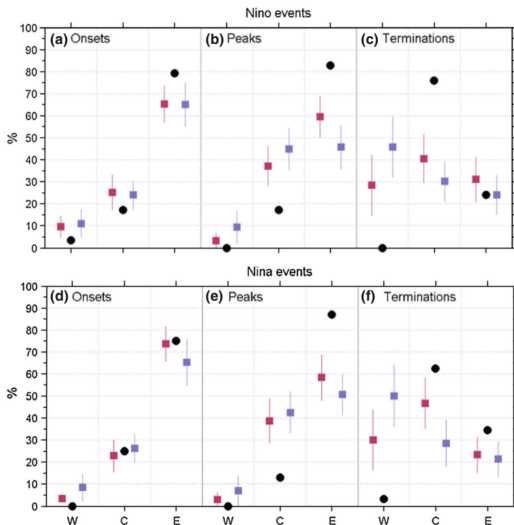 Nino events
(a) Onsets
(b) Peaks
(c) Terminations
100
90
80
70
60
50
40
30
20
10
0
%
Nina events
(d) Onsets
(e) Peaks
(f) Terminations
100
90
80
70
60
50
40
30
20
10
0
%
W C E W C E W C E